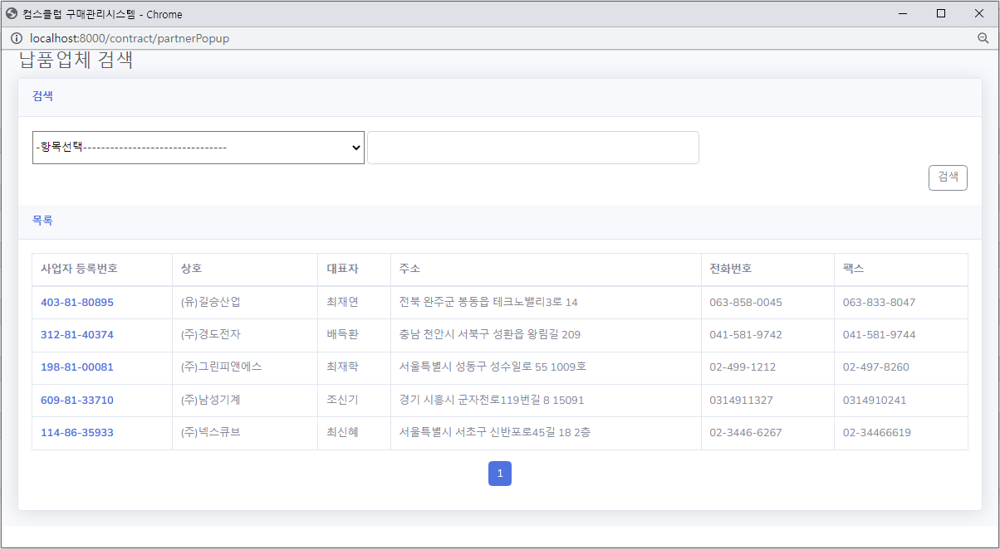 컴스클럽 구매관리시스템 - Chrome
localhost:8000/contract/partnerPopup
납품업체 검색
검색
-항목선택--------------------------------
검색
목록
사업자 등록번호 상호 대표자 주소 전화번호 팩스
403-81-80895 (유)길승산업 최재연 전북 완주군 봉동읍 테크노밸리3로 14 063-858-0045 063-833-8047
312-81-40374 (주)경도전자 배득환 충남 천안시 서북구 성환읍 왕림길 209 041-581-9742 041-581-9744
198-81-00081 (주)그린피앤에스 최재학 서울특별시 성동구 성수일로 55 1009호 02-499-1212 02-497-8260
609-81-33710 (주)남성기계 조신기 경기 시흥시 군자천로119번길 8 15091 0314911327 0314910241
114-86-35933 (주)넥스큐브 최신혜 서울특별시 서초구 신반포로45길 18 2층 02-3446-6267 02-34466619
1